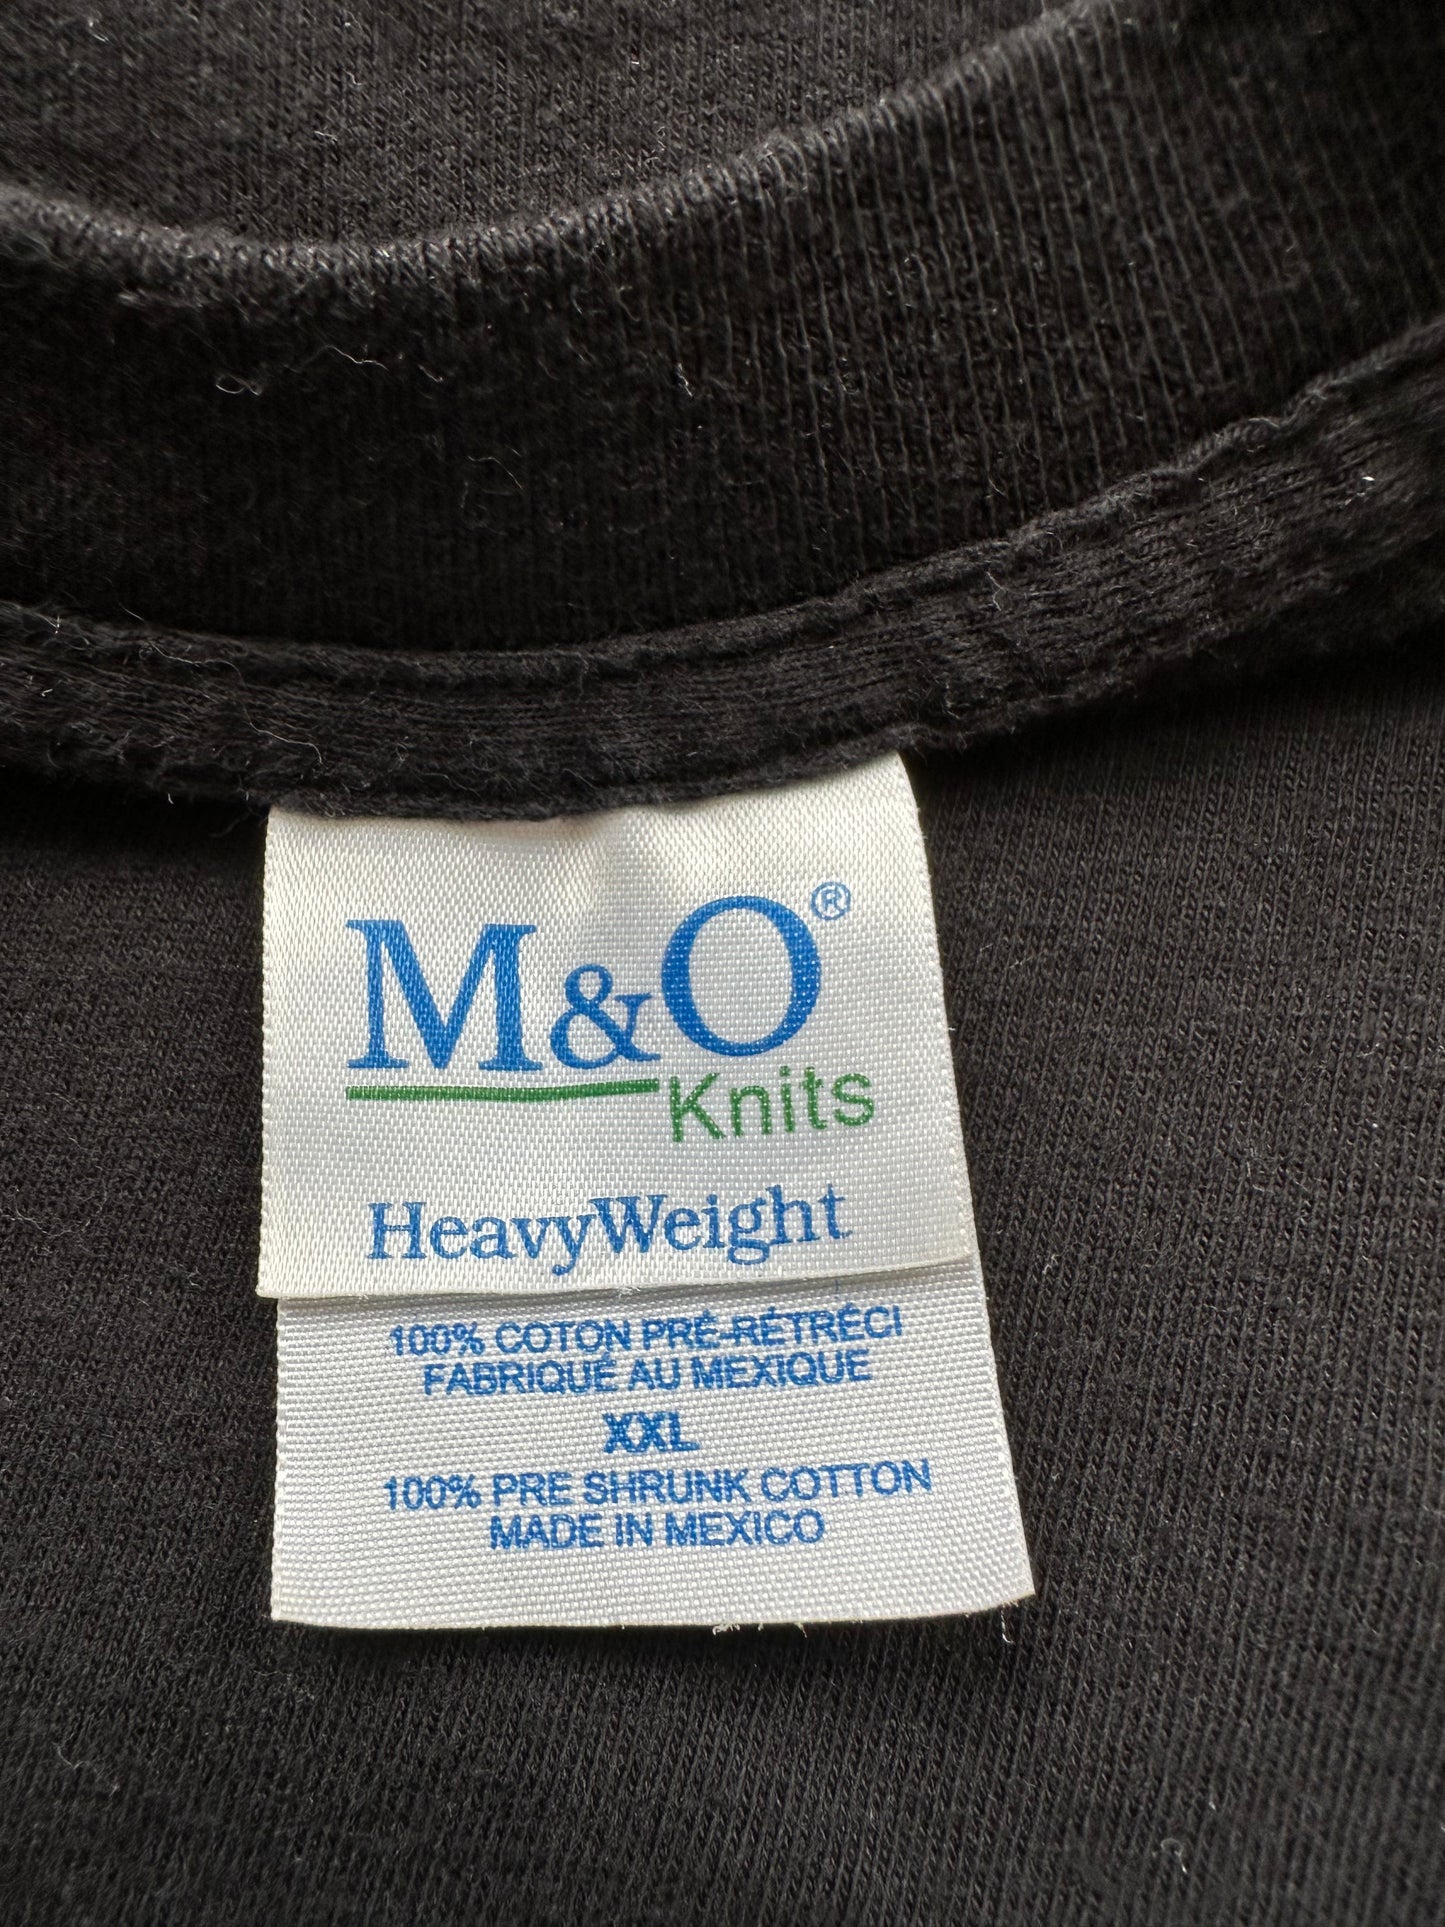 M&O®
Knits
HeavyWeight
100% COTON PRÉ-RÉTRÉCI
FABRIQUÉ AU MEXIQUE
XXL
100% PRE SHRUNK COTTON
MADE IN MEXICO